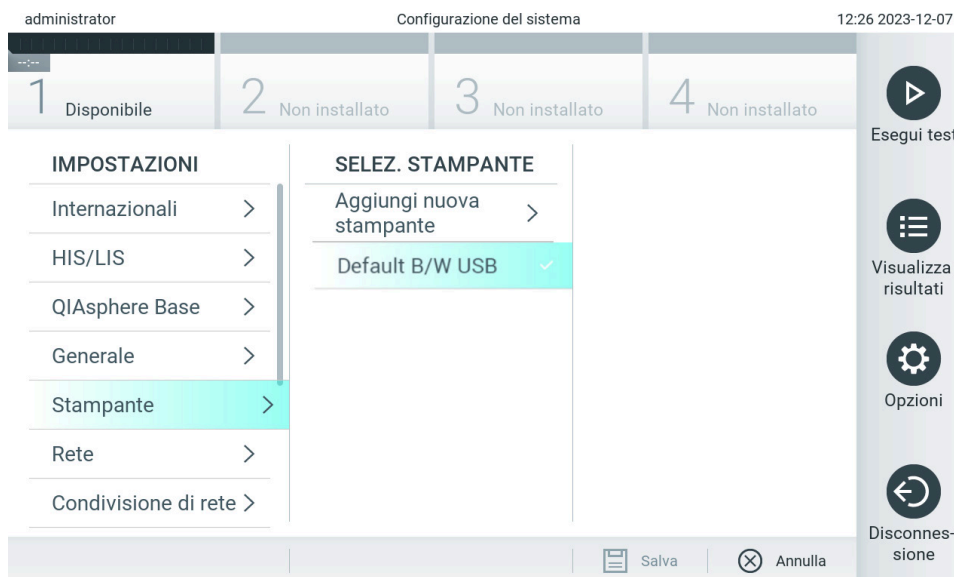 administrator
Configurazione del sistema
12:26 2023-12-07
--:--
1 Disponibile
2 Non installato
3 Non installato
4 Non installato
Esegui test
IMPOSTAZIONI
Internazionali
HIS/LIS
QIAsphere Base
Generale
Stampante
Rete
Condivisione di rete
SELEZ. STAMPANTE
Aggiungi nuova
stampante
Default B/W USB
Visualizza
risultati
Opzioni
Disconnes-
sione
Salva
Annulla